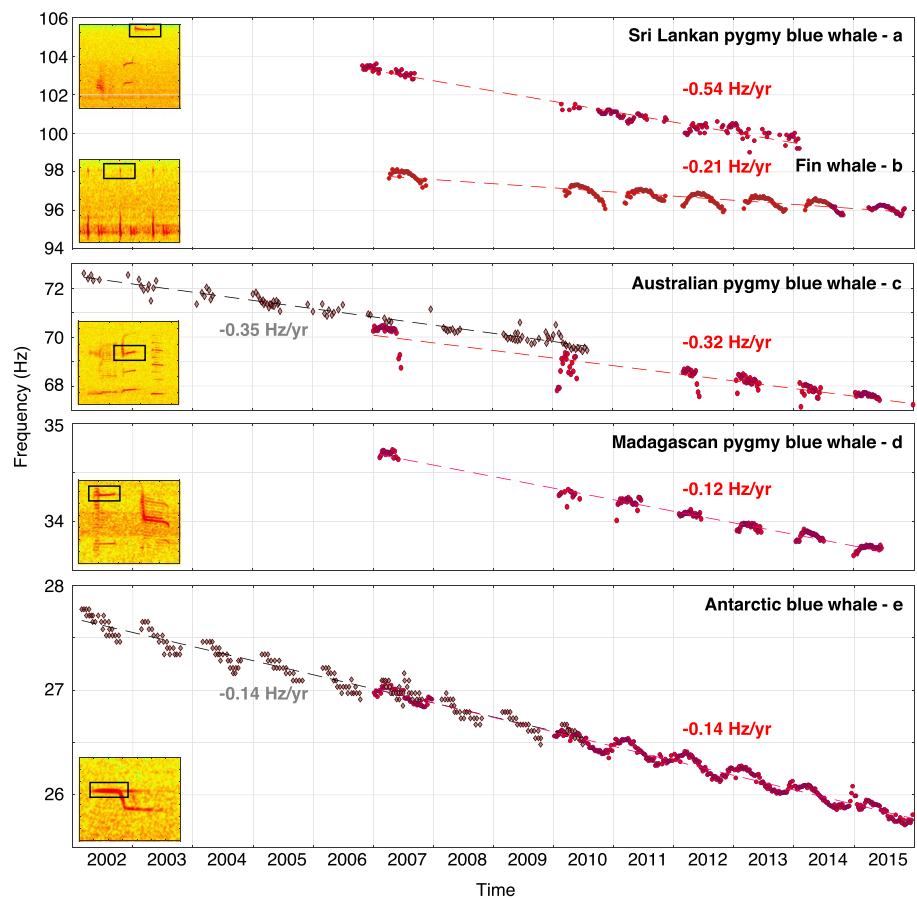 106
Sri Lankan pygmy blue whale - a
104
-0.54 Hz/yr
102
100
-0.21 Hz/yr
Fin whale - b
98
96
94
Australian pygmy blue whale - c
72
-0.35 Hz/yr
70
-0.32 Hz/yr
68
Frequency (Hz)
35
Madagascan pygmy blue whale - d
-0.12 Hz/yr
34
28
Antarctic blue whale - e
27
-0.14 Hz/yr
-0.14 Hz/yr
26
2002 2003 2004 2005 2006 2007 2008 2009 2010 2011 2012 2013 2014 2015
Time